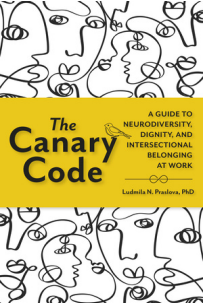 The
Canary
Code
A GUIDE TO
NEURODIVERSITY,
DIGNITY, AND
INTERSECTIONAL
BELONGING
AT WORK
Ludmila N. Praslova, PhD